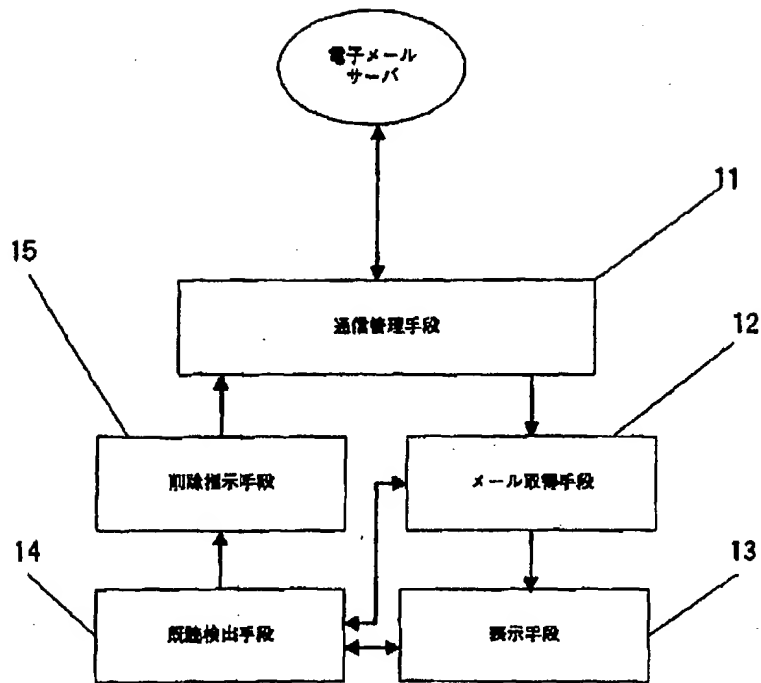 電子メール
サーバ
11
15
通信管理手段
12
削除指示手段
メール取得手段
14
13
既読検出手段
表示手段